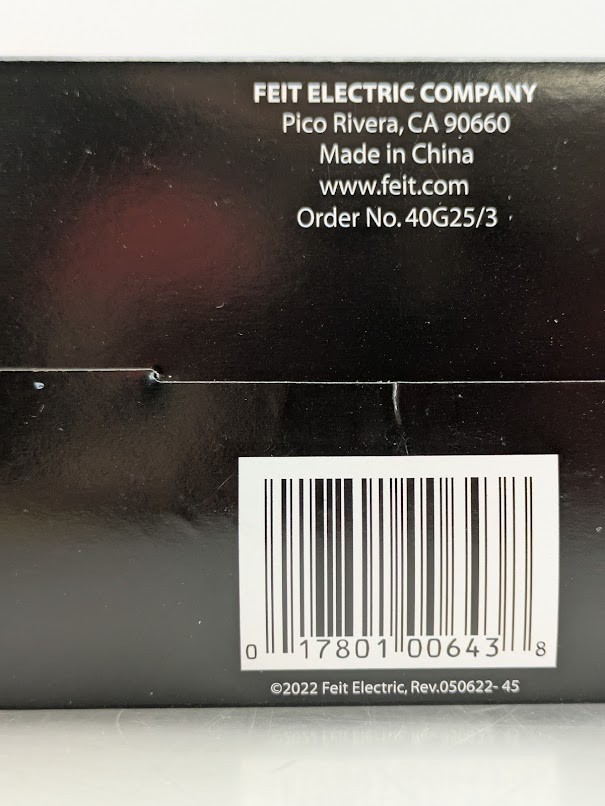 FEIT ELECTRIC COMPANY
Pico Rivera, CA 90660
Made in China
www.feit.com
Order No. 40G25/3
0 17801 00643 8
©2022 Feit Electric, Rev.050622- 45